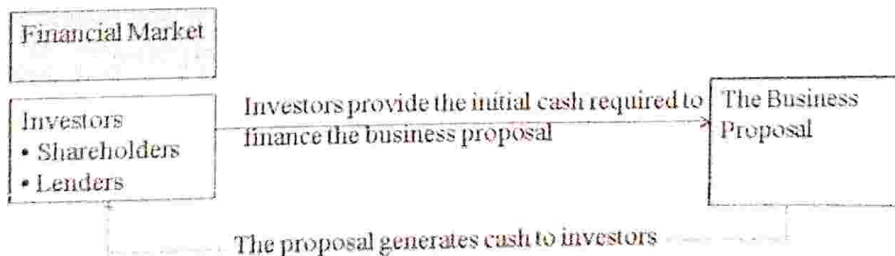 Financial Market
Investors
• Shareholders
• Lenders
Investors provide the initial cash required to
finance the business proposal
The Business
Proposal
The proposal generates cash to investors